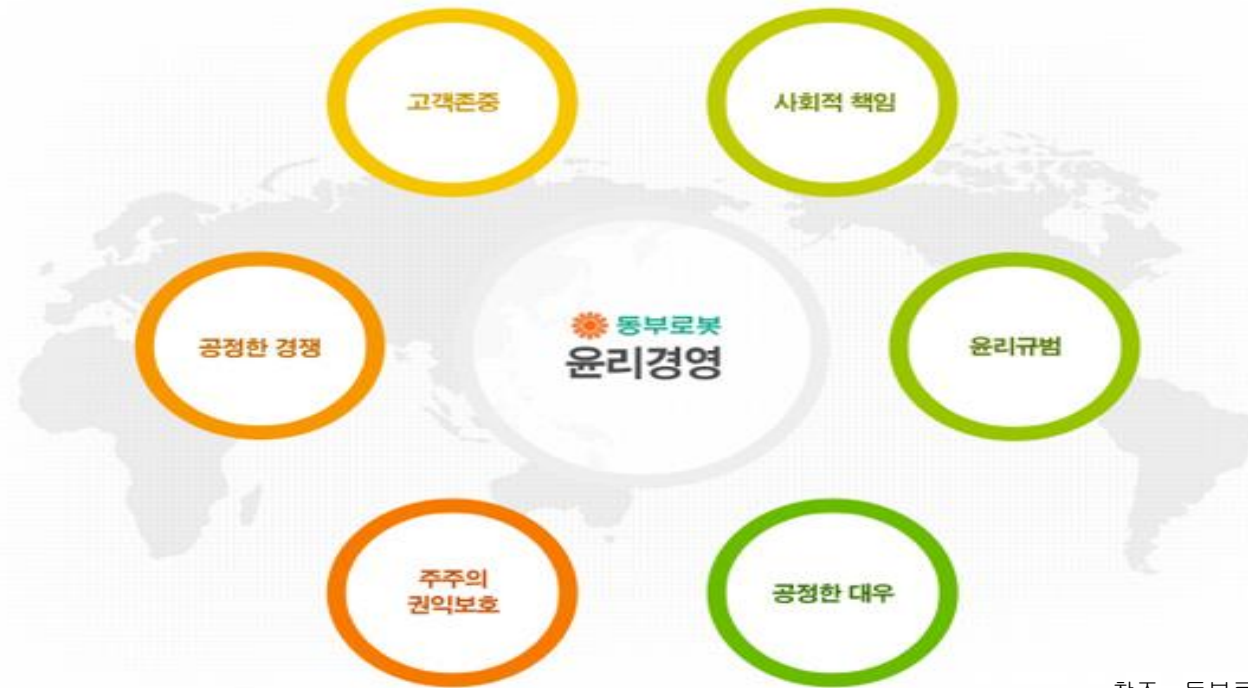 고객존중
사회적 책임
공정한 경쟁
동부로봇
윤리경영
윤리규범
주주의
권익보호
공정한 대우